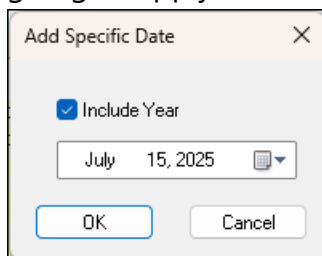 Add Specific Date
Include Year
July 15, 2025
OK Cancel